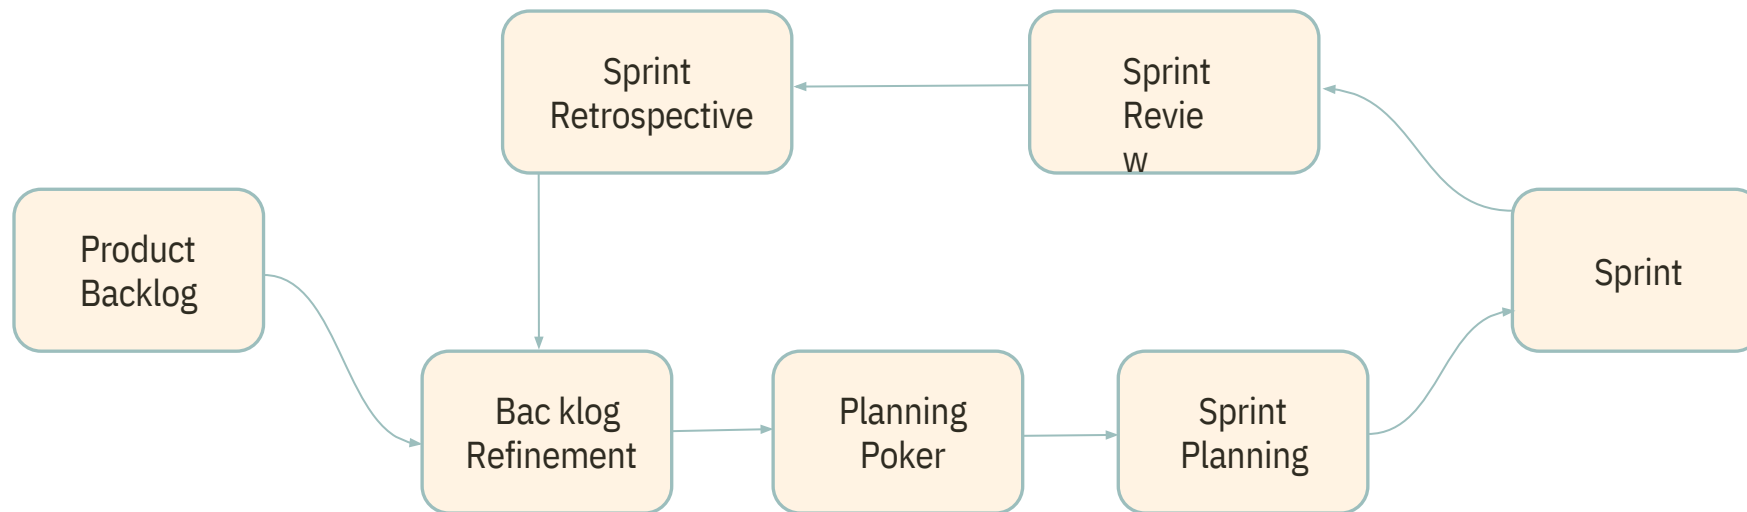 Sprint
Retrospective
Sprint
Revie
w
Product
Backlog
Sprint
Bac klog
Refinement
Planning
Poker
Sprint
Planning